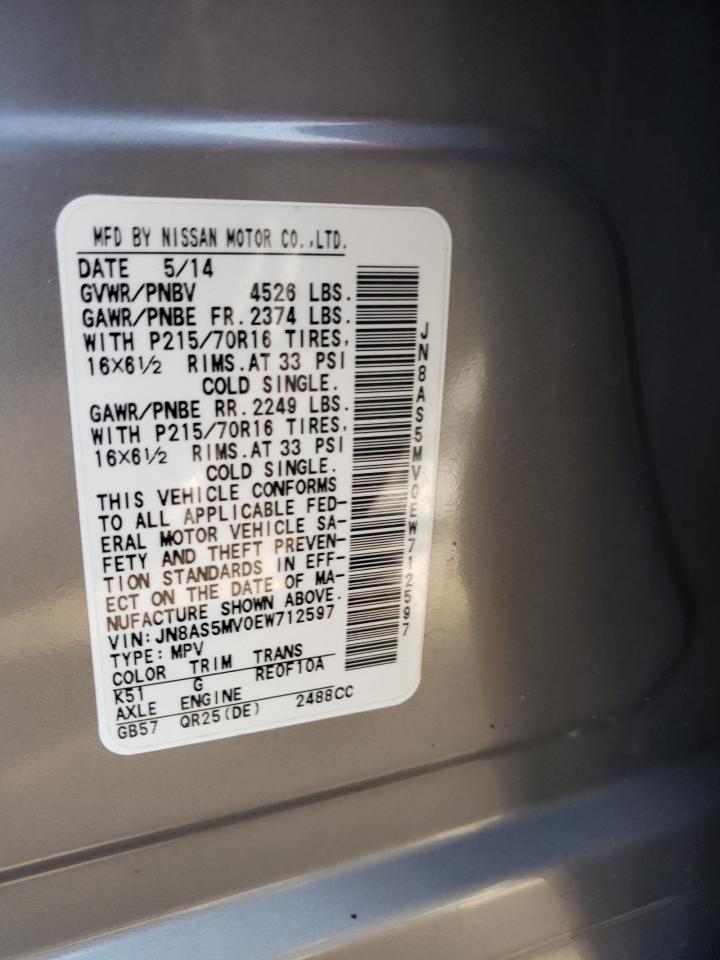 MFD BY NISSAN MOTOR CO.,LTD.
DATE 5/14
GVWR/PNBV 4526 LBS.
GAWR/PNBE FR.2374 LBS.
WITH P215/70R16 TIRES,
16X6½ RIMS.AT 33 PSI
COLD SINGLE.
GAWR/PNBE RR.2249 LBS.
WITH P215/70R16 TIRES,
16X6½ RIMS.AT 33 PSI
COLD SINGLE.
THIS VEHICLE CONFORMS
TO ALL APPLICABLE FED-
ERAL MOTOR VEHICLE SA-
FETY AND THEFT PREVEN-
TION STANDARDS IN EFF-
ECT ON THE DATE OF MA-
NUFACTURE SHOWN ABOVE.
VIN:JN8AS5MV0EW712597
TYPE:MPV
COLOR TRIM TRANS
K51 G RE0F10A
AXLE ENGINE
GB57 QR25(DE) 2488CC
JN8AS5MV0EW712597